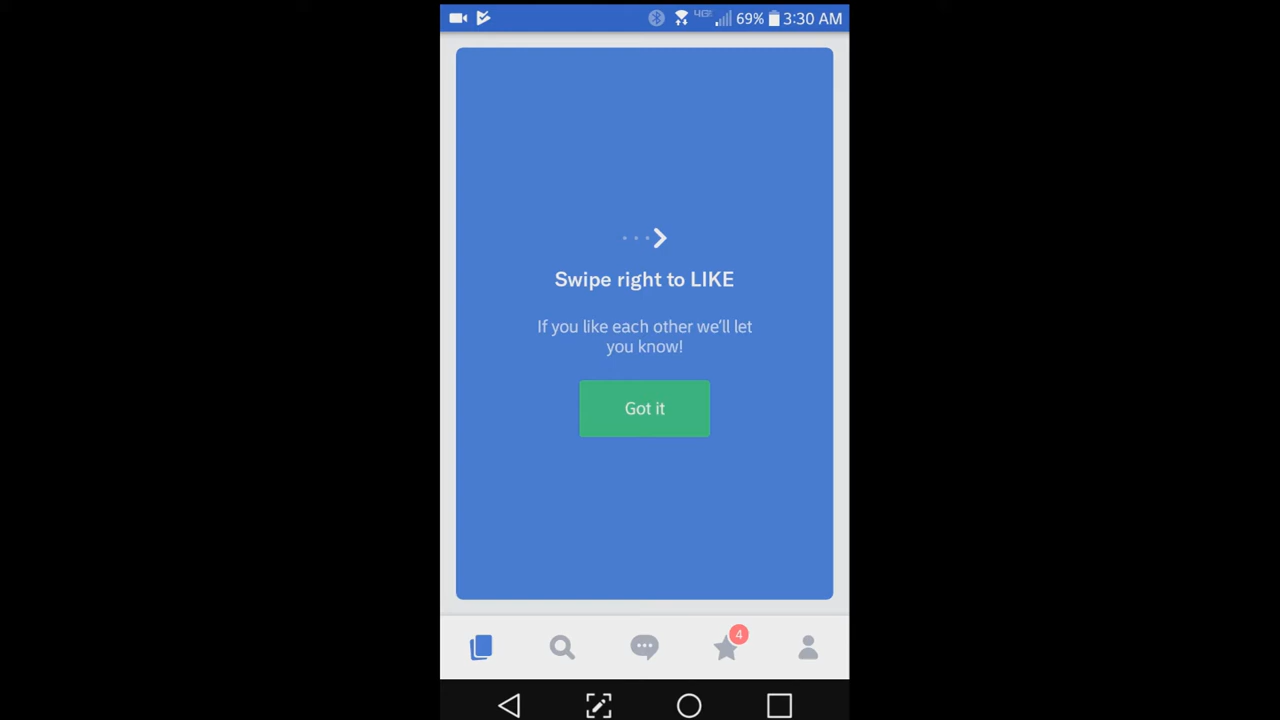 4G 69% 3:30 AM
Swipe right to LIKE
If you like each other we'll let
you know!
Got it
4